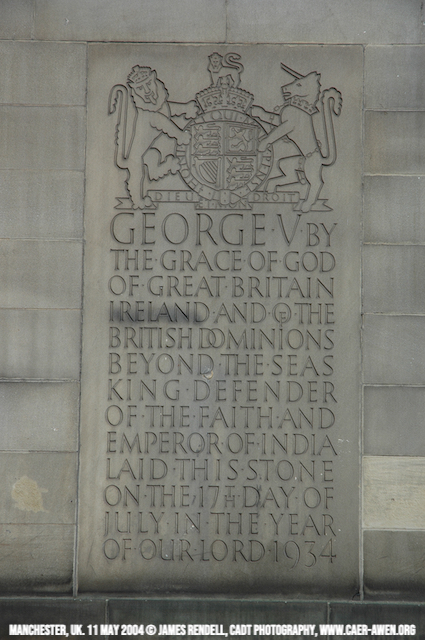 DIEU ET MON DROIT
GEORGE·V·BY
THE·GRACE·OF·GOD
OF·GREAT·BRITAIN
IRELAND·AND·OF·THE
BRITISH·DOMINIONS
BEYOND·THE·SEAS
KING·DEFENDER
OF·THE·FAITH·AND
EMPEROR·OF·INDIA
LAID·THIS·STONE
ON·THE·17TH·DAY·OF
JULY·IN·THE·YEAR
OF·OUR·LORD·1934
MANCHESTER, UK. 11 MAY 2004 © JAMES RENDELL, CADT PHOTOGRAPHY, WWW.CAER-AWEN.ORG